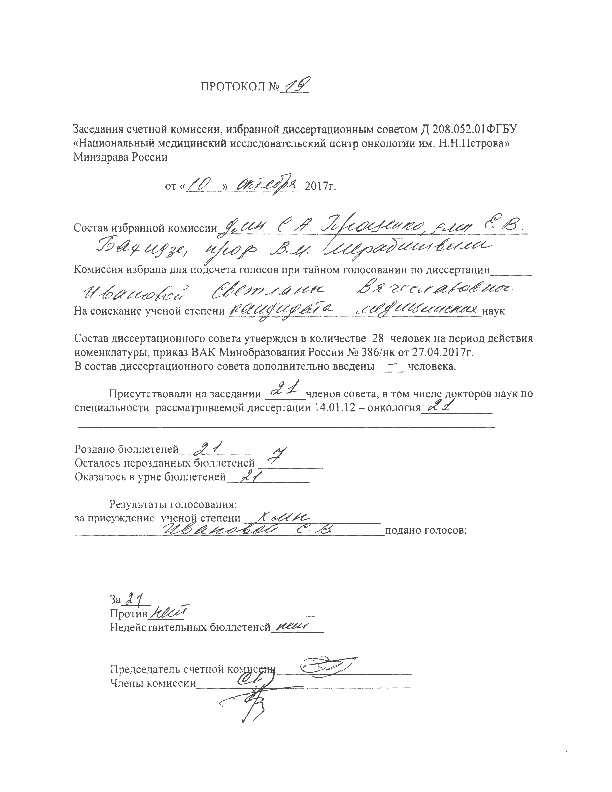 ПРОТОКОЛ № 19
Заседания счетной комиссии, избранной диссертационным советом Д 208.052.01ФГБУ
«Национальный медицинский исследовательский центр онкологии им. Н.Н.Петрова»
Минздрава России
от « 10 » октября 2017г.
Состав избранной комиссии дмн С А Проценко, дмн Е. В.
Бахидзе, проф В.М. Мерабишвили
Комиссия избрана для подсчета голосов при тайном голосовании по диссертации
Ивановой Светланы Вячеславовны
На соискание ученой степени кандидата медицинских наук
Состав диссертационного совета утвержден в количестве 28 человек на период действия
номенклатуры, приказ ВАК Минобразования России № 386/нк от 27.04.2017г.
В состав диссертационного совета дополнительно введены – человека.
Присутствовали на заседании 21 членов совета, в том числе докторов наук по
специальности рассматриваемой диссертации 14.01.12 – онкология 21
Роздано бюллетеней 21
Осталось нерозданных бюллетеней 7
Оказалось в урне бюллетеней 21
Результаты голосования:
за присуждение ученой степени кмн
Ивановой С. В подано голосов:
За 21
Против нет
Недействительных бюллетеней нет
Председатель счетной комиссии
Члены комиссии